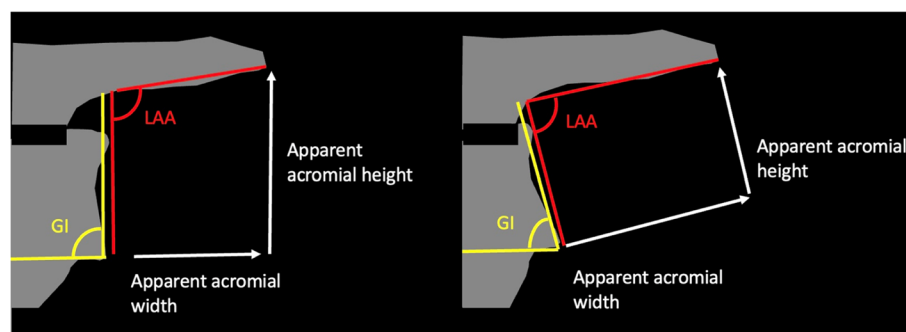 LAA
Apparent
acromial height
GI
Apparent acromial
width
LAA
Apparent acromial
height
GI
Apparent acromial
width